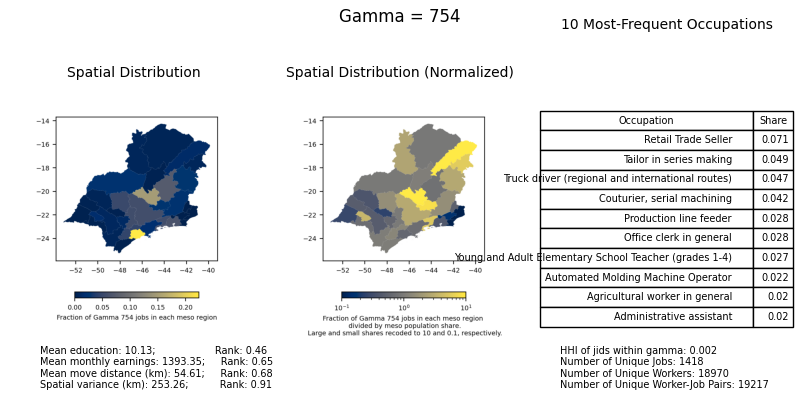 Gamma = 754
10 Most-Frequent Occupations
Spatial Distribution
Spatial Distribution (Normalized)
−14
−16
−18
−20
−22
−24
−52 −50 −48 −46 −44 −42 −40
0.00 0.05 0.10 0.15 0.20
Fraction of Gamma 754 jobs in each meso region
−14
−16
−18
−20
−22
−24
−52 −50 −48 −46 −44 −42 −40
10⁻¹ 10⁰ 10¹
Fraction of Gamma 754 jobs in each meso region
divided by meso population share.
Large and small shares recoded to 10 and 0.1, respectively.
Occupation Share
Retail Trade Seller 0.071
Tailor in series making 0.049
Truck driver (regional and international routes) 0.047
Couturier, serial machining 0.042
Production line feeder 0.028
Office clerk in general 0.028
Young and Adult Elementary School Teacher (grades 1-4) 0.027
Automated Molding Machine Operator 0.022
Agricultural worker in general 0.02
Administrative assistant 0.02
Mean education: 10.13; Rank: 0.46
Mean monthly earnings: 1393.35; Rank: 0.65
Mean move distance (km): 54.61; Rank: 0.68
Spatial variance (km): 253.26; Rank: 0.91
HHI of jids within gamma: 0.002
Number of Unique Jobs: 1418
Number of Unique Workers: 18970
Number of Unique Worker-Job Pairs: 19217